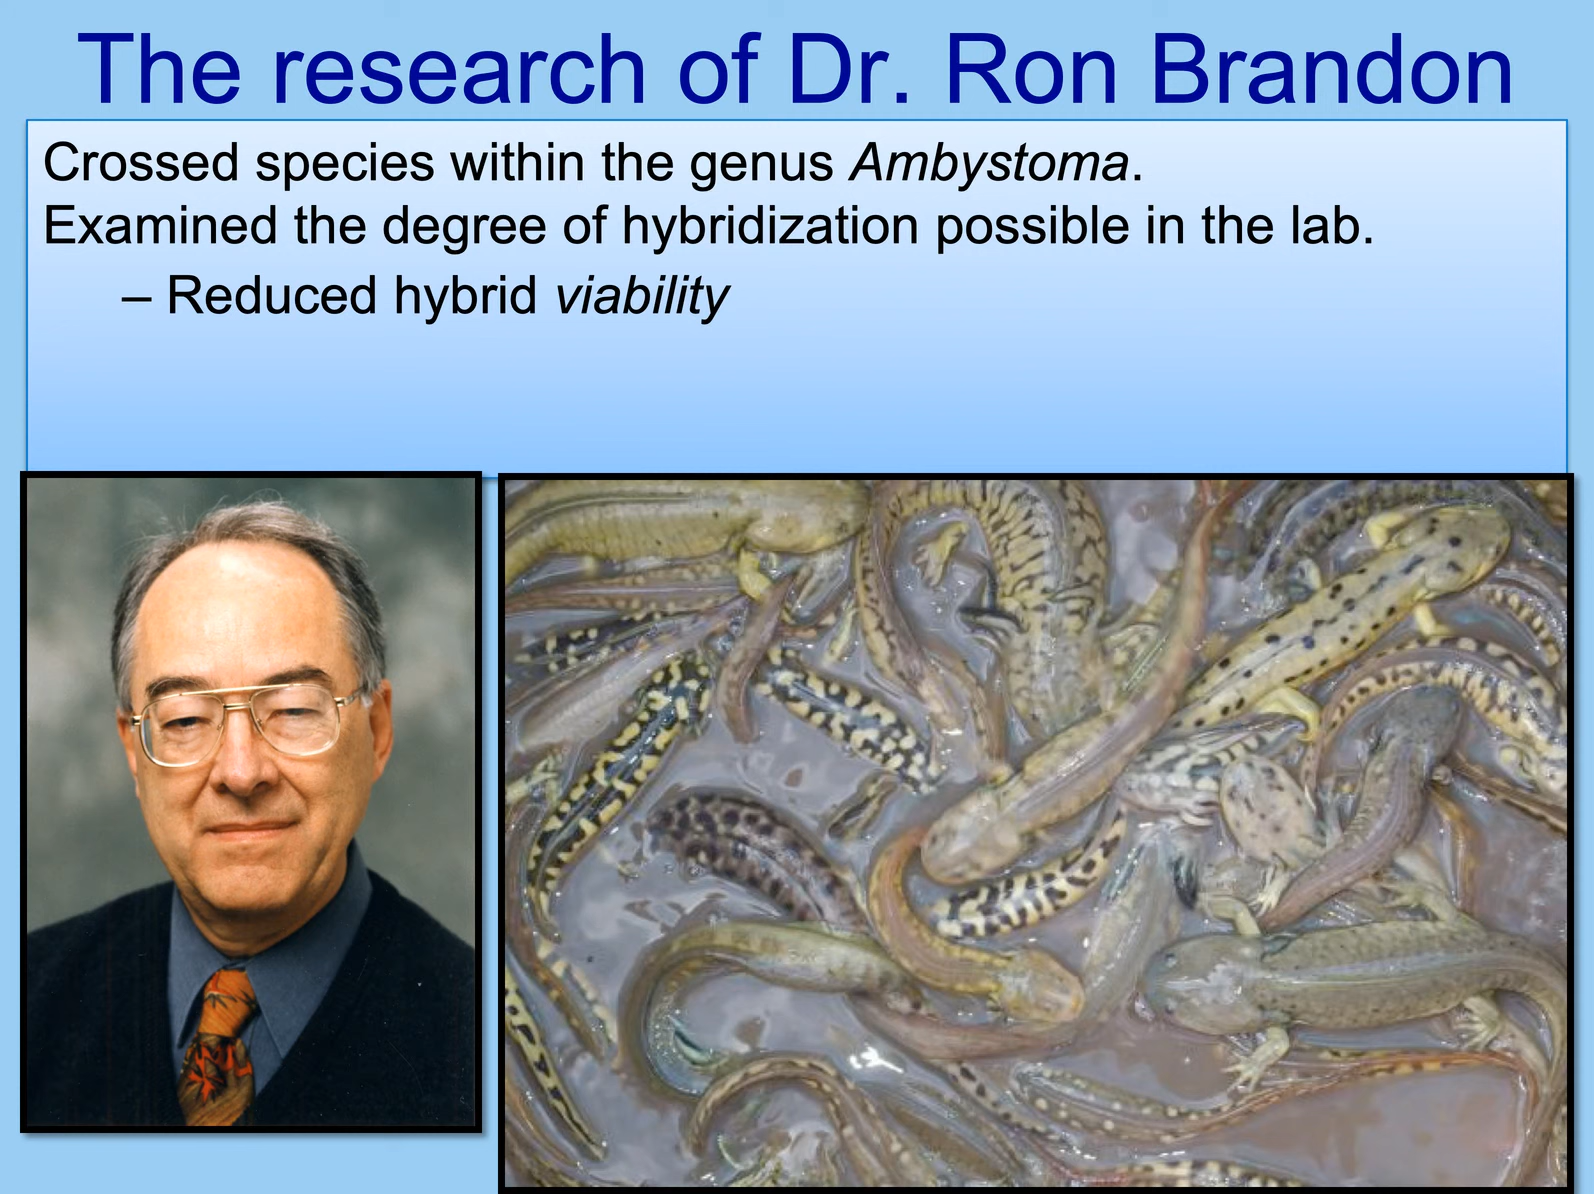 The research of Dr. Ron Brandon
Crossed species within the genus Ambystoma.
Examined the degree of hybridization possible in the lab.
– Reduced hybrid viability